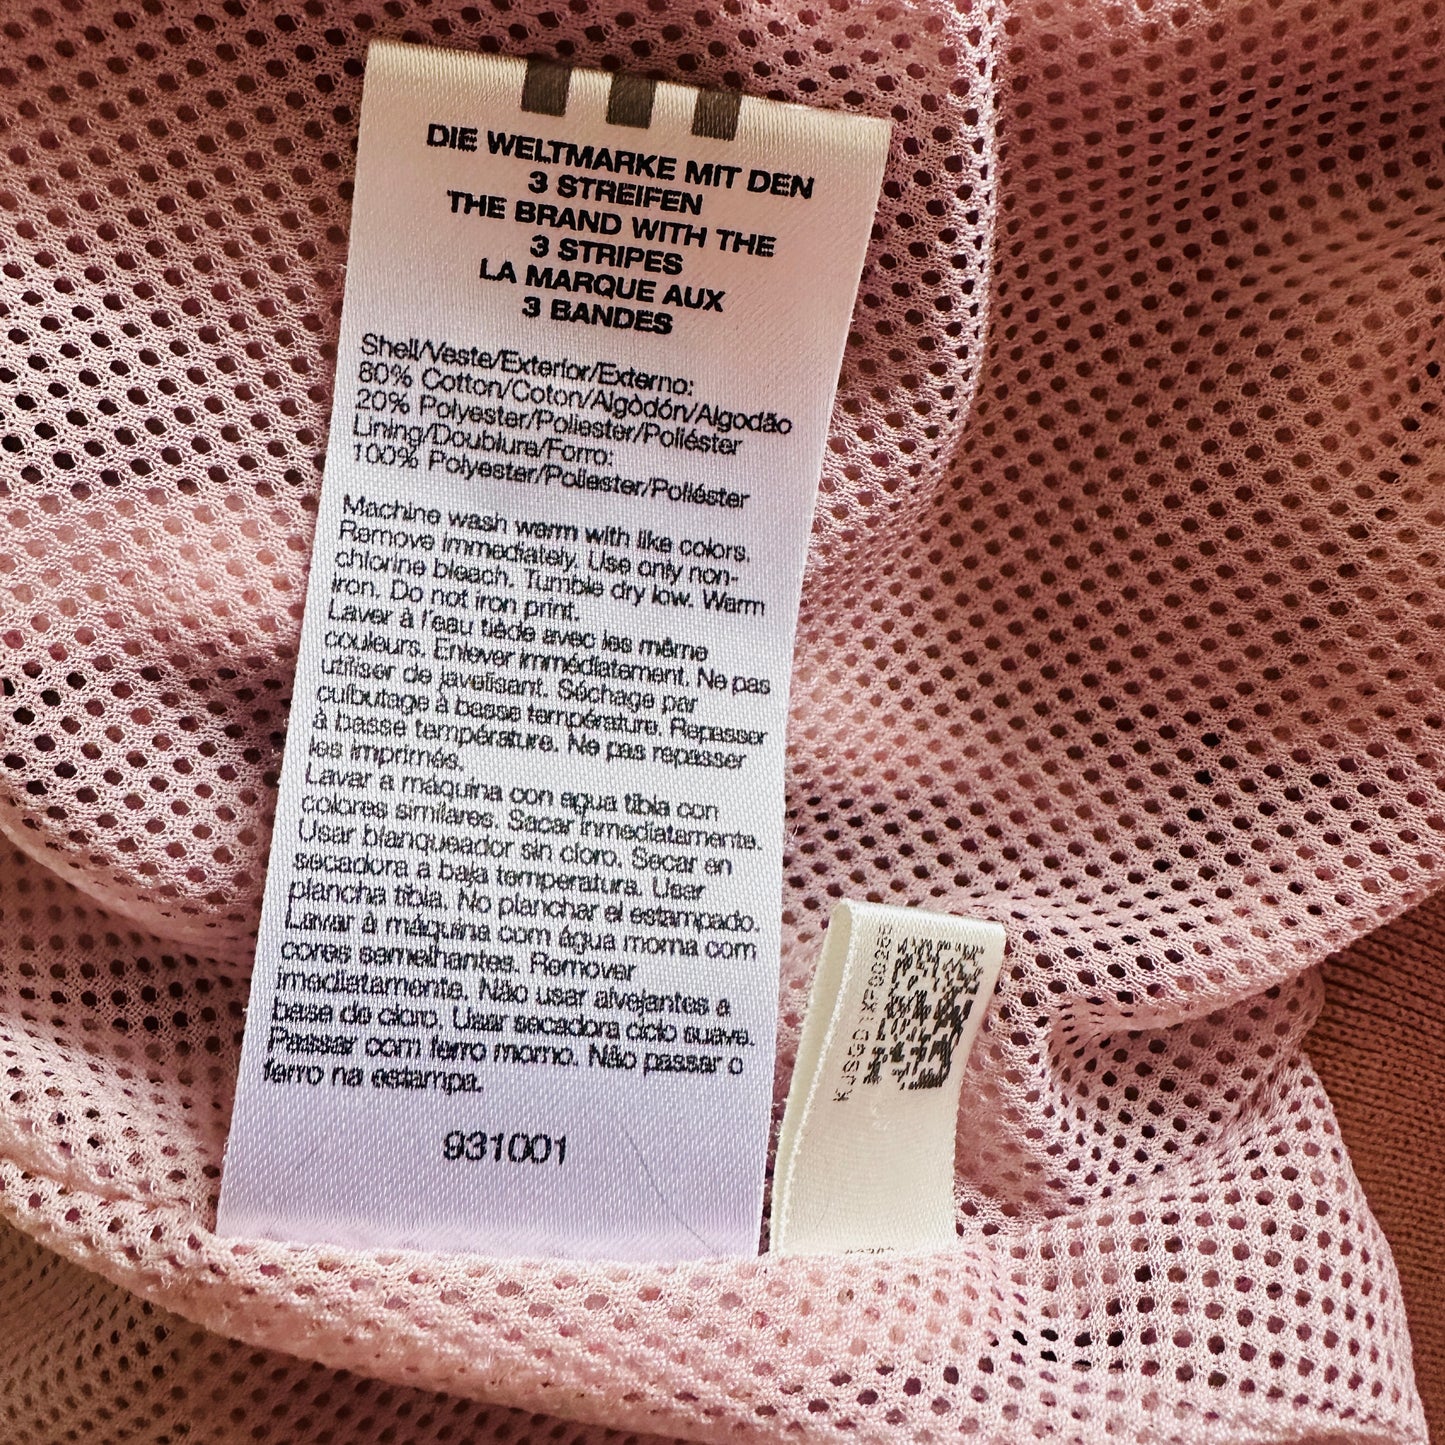 DIE WELTMARKE MIT DEN
3 STREIFEN
THE BRAND WITH THE
3 STRIPES
LA MARQUE AUX
3 BANDES
Shell/Veste/Exterior/Externo:
80% Cotton/Coton/Algòdón/Algodão
20% Polyester/Poliester/Poliéster
Lining/Doublure/Forro:
100% Polyester/Poliester/Poliéster
Machine wash warm with like colors.
Remove immediately, Use only non-
chlorine bleach. Tumble dry low. Warm
iron. Do not iron print.
Laver à l'eau tiède avec les même
couleurs. Enlever immédiatement. Ne pas
utiliser de javelisant. Séchage par
culbutage à basse température. Repasser
à basse température. Ne pas repasser
les imprimés.
Lavar a máquina con agua tibia con
colores similares. Sacar inmediatamente.
Usar blanqueador sin cloro. Secar en
secadora a baja temperatura. Usar
plancha tibia. No planchar el estampado.
Lavar à máquina com água morna com
cores semelhantes. Remover
imediatamente. Não usar alvejantes a
base de cloro. Usar secadora ciclo suave.
Passar com ferro morno. Não passar o
ferro na estampa.
931001